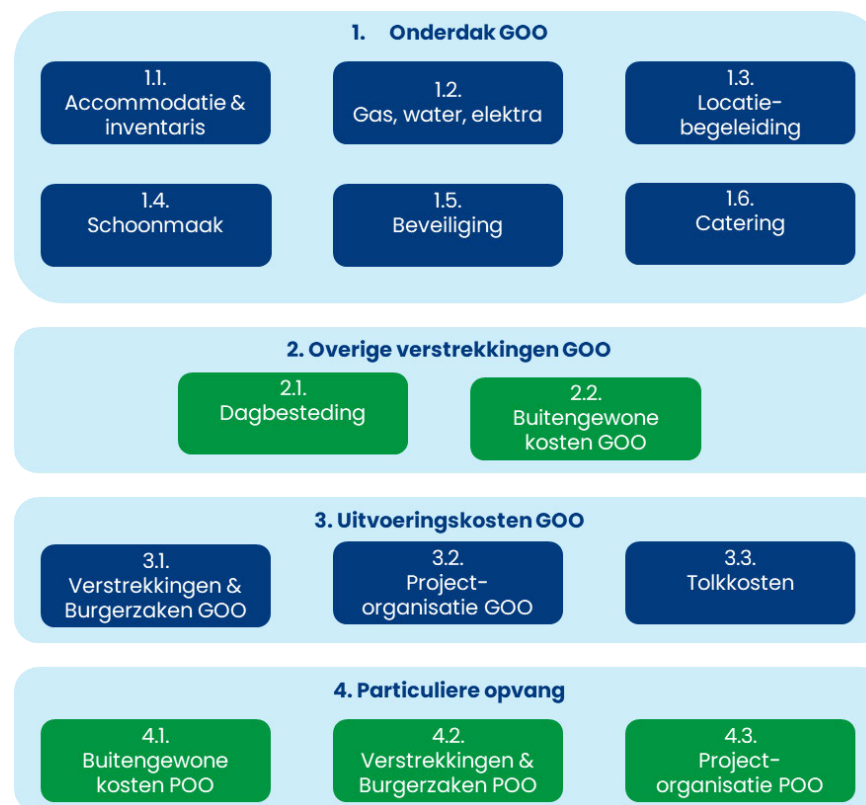 1. Onderdak GOO
1.1.
Accommodatie &
inventaris
1.2.
Gas, water, elektra
1.3.
Locatie-
begeleiding
1.4.
Schoonmaak
1.5.
Beveiliging
1.6.
Catering
2. Overige verstrekkingen GOO
2.1.
Dagbesteding
2.2.
Buitengewone
kosten GOO
3. Uitvoeringskosten GOO
3.1.
Verstrekkingen &
Burgerzaken GOO
3.2.
Project-
organisatie GOO
3.3.
Tolkkosten
4. Particuliere opvang
4.1.
Buitengewone
kosten POO
4.2.
Verstrekkingen &
Burgerzaken POO
4.3.
Project-
organisatie POO